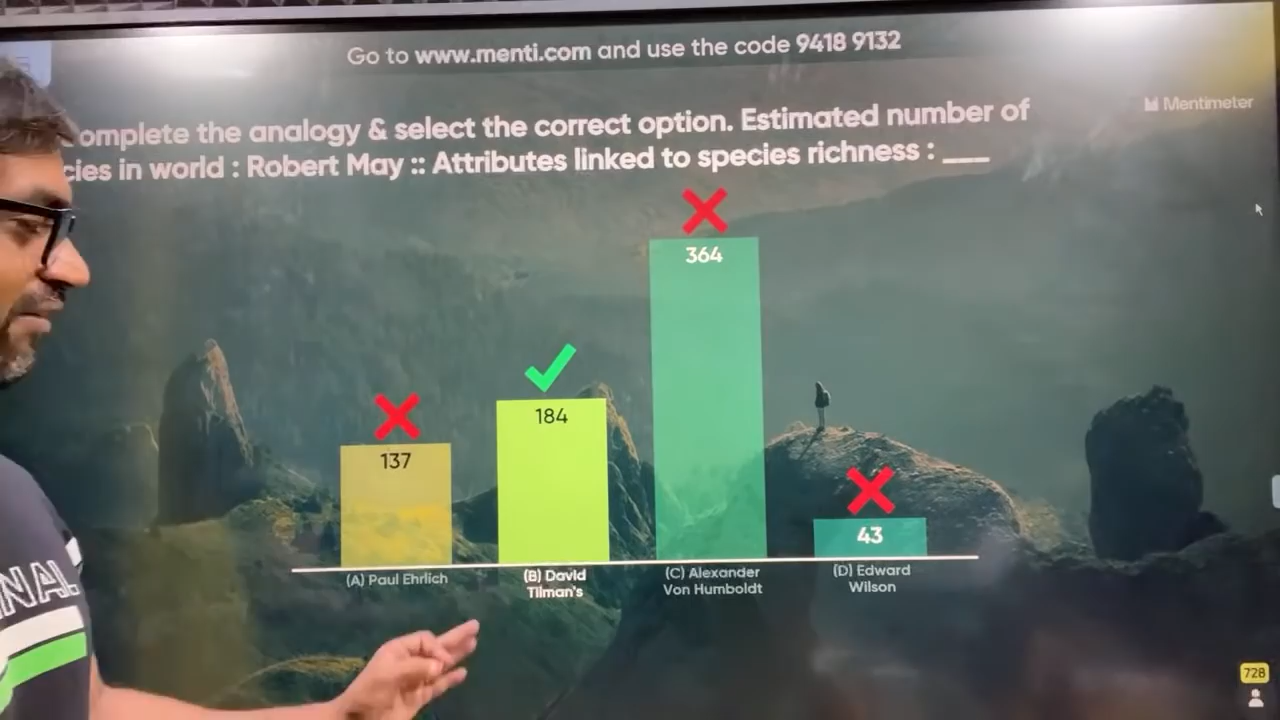 Go to www.menti.com and use the code 9418 9132
Mentimeter
omplete the analogy & select the correct option. Estimated number of
cies in world : Robert May :: Attributes linked to species richness : ___
364
184
137
43
(A) Paul Ehrlich
(B) David
Tilman's
(C) Alexander
Von Humboldt
(D) Edward
Wilson
NAL
728